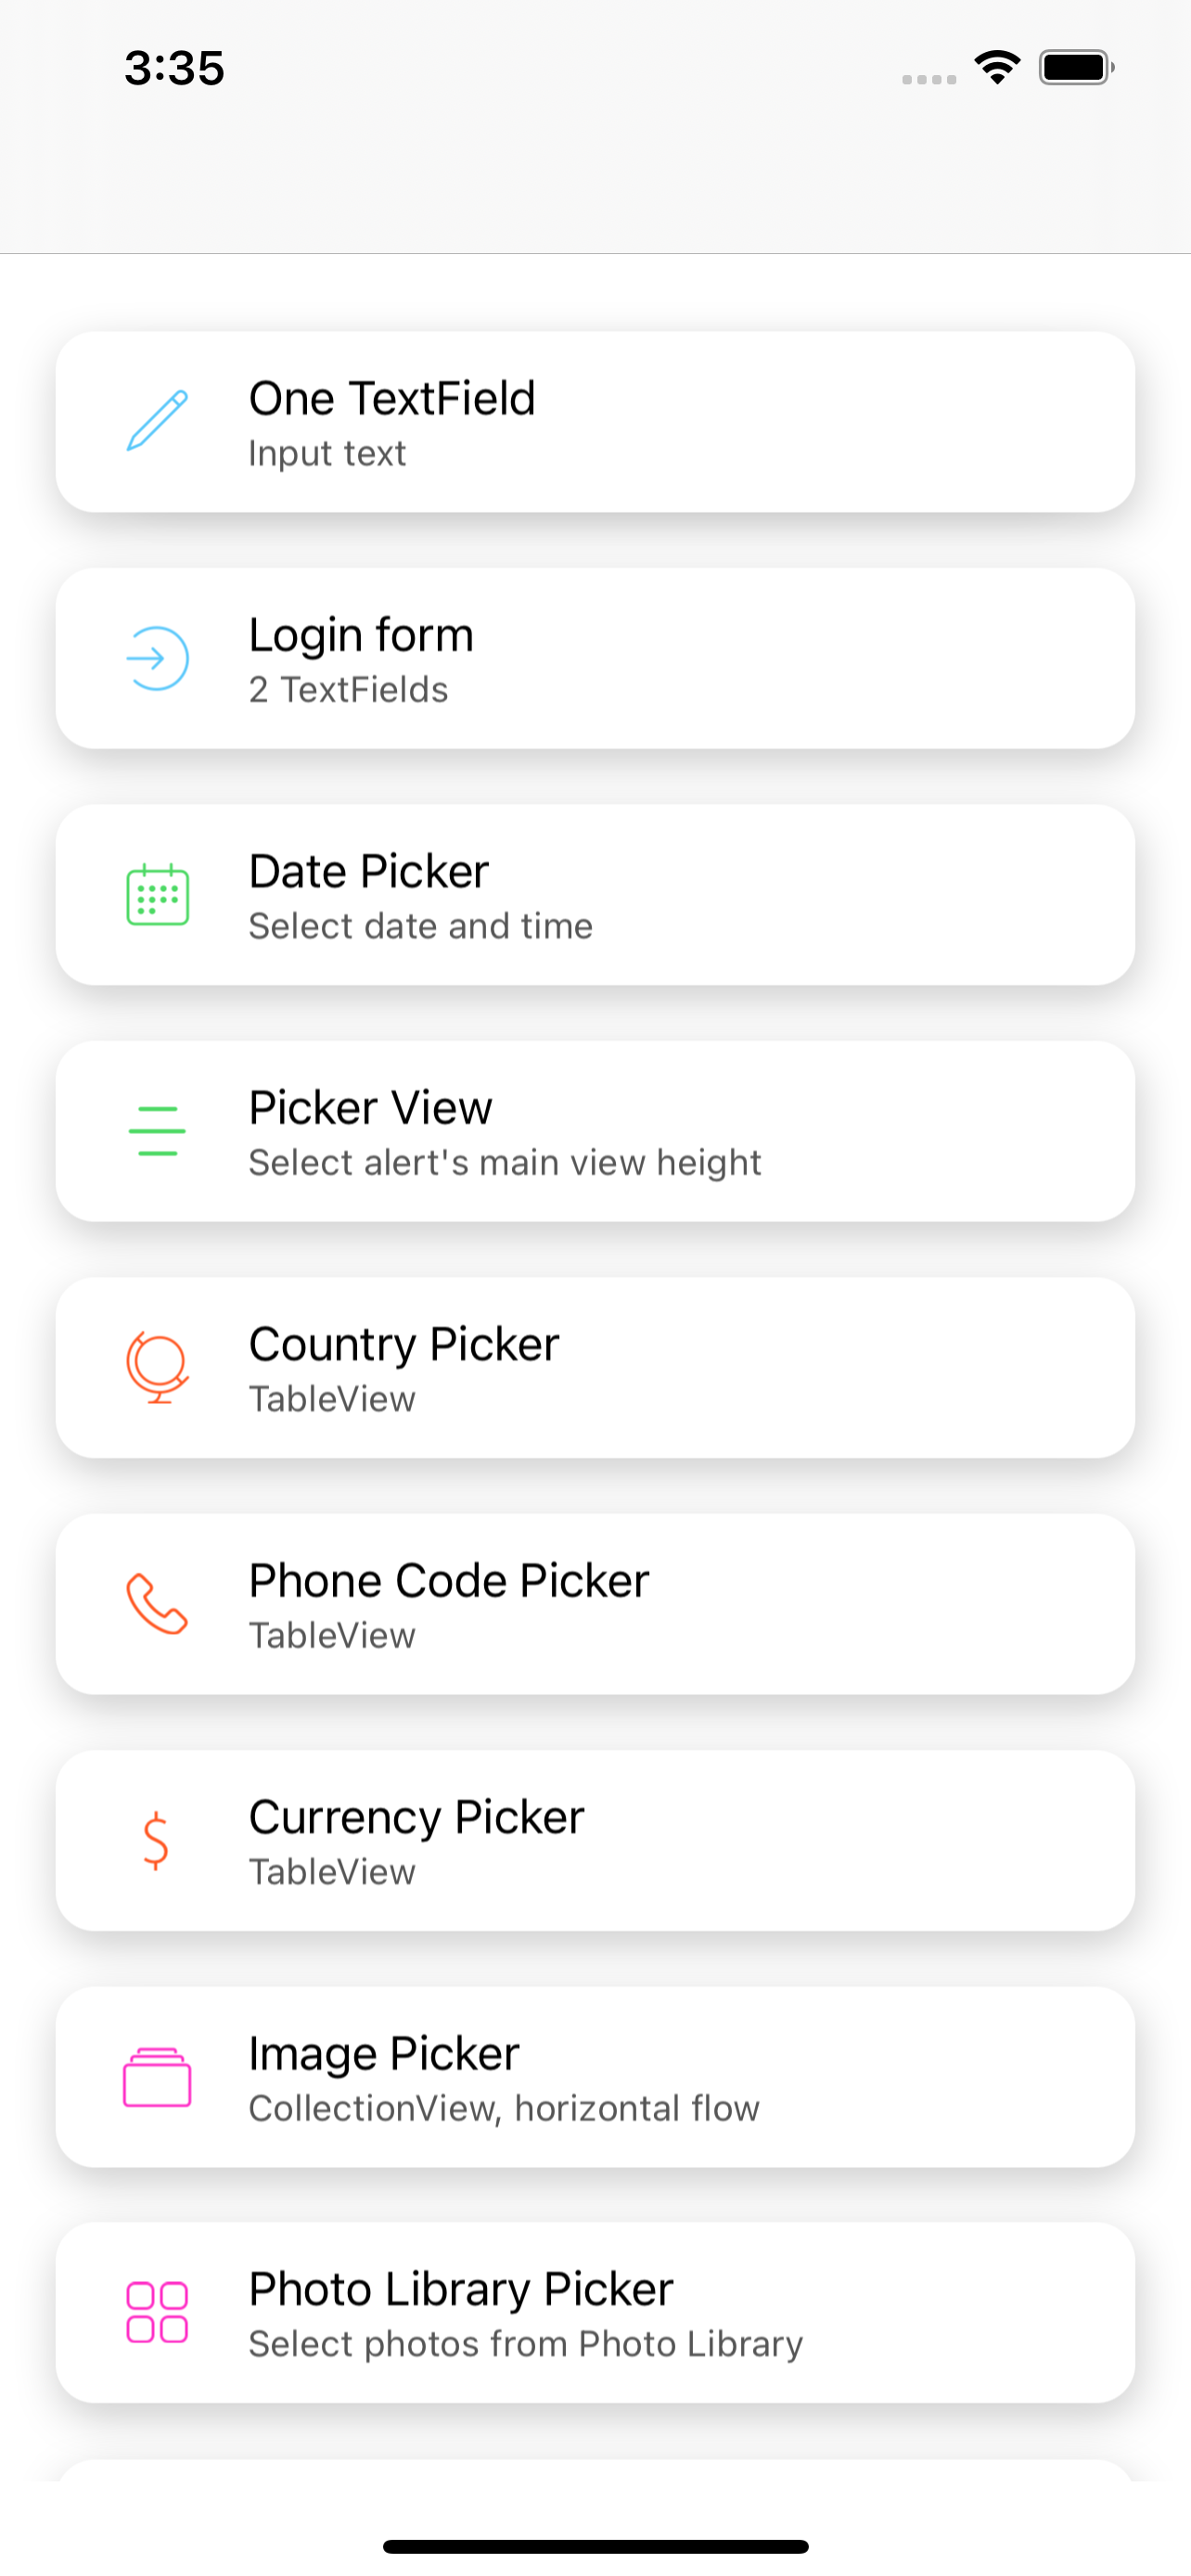 3:35
One TextField
Input text
Login form
2 TextFields
Date Picker
Select date and time
Picker View
Select alert's main view height
Country Picker
TableView
Phone Code Picker
TableView
Currency Picker
TableView
Image Picker
CollectionView, horizontal flow
Photo Library Picker
Select photos from Photo Library